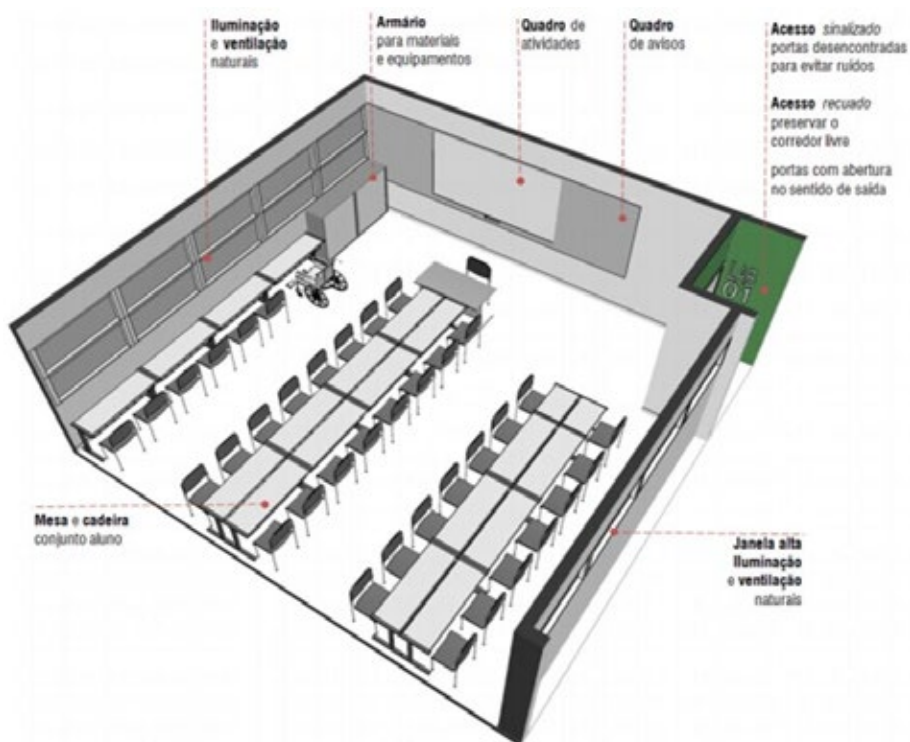 Iluminação
e ventilação
naturais
Armário
para materiais
e equipamentos
Quadro de
atividades
Quadro
de avisos
Acesso sinalizado
portas desencontradas
para evitar ruídos
Acesso recuado
preservar o
corredor livre
portas com abertura
no sentido de saída
01
Mesa e cadeira
conjunto aluno
Janela alta
Iluminação
e ventilação
naturais